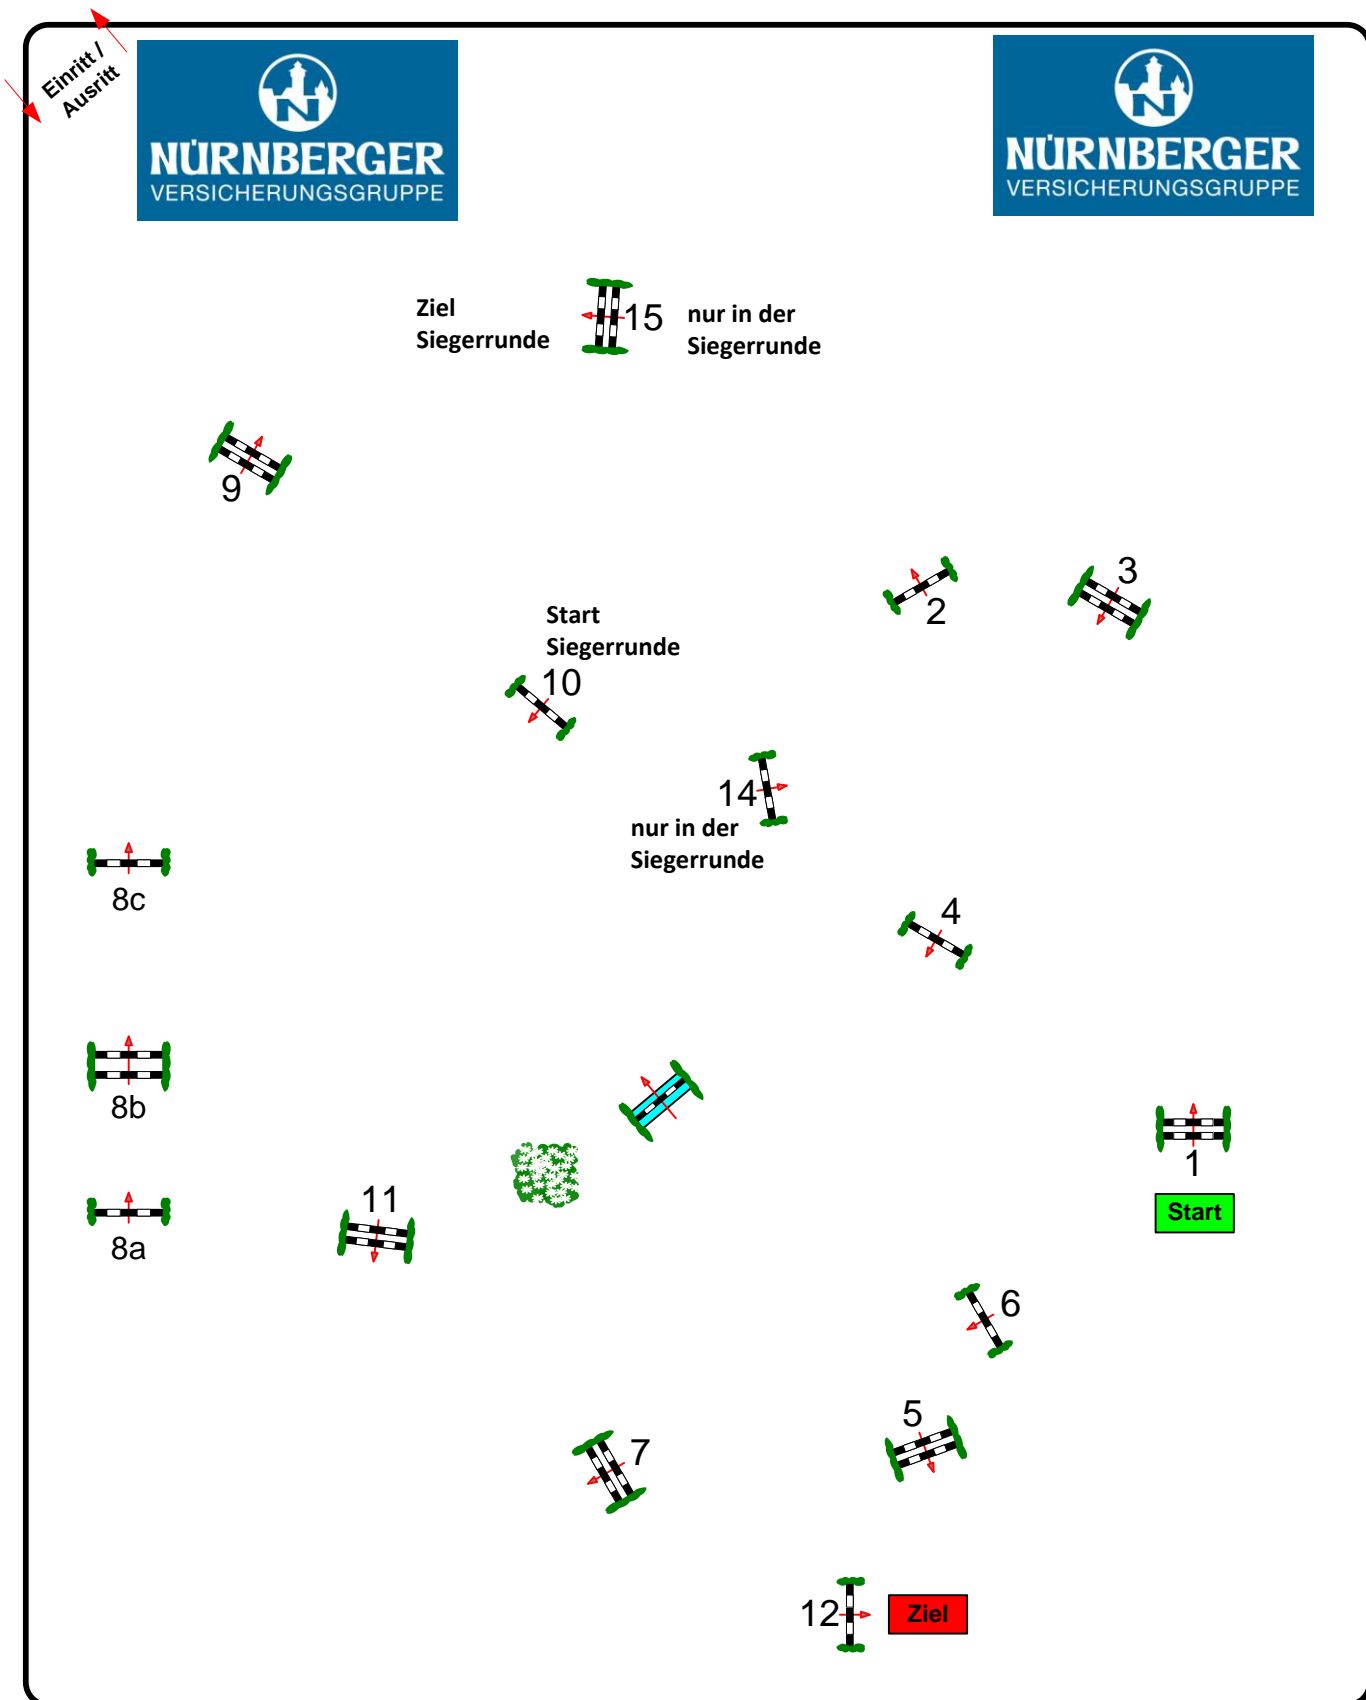 Einritt /
Ausritt
N
NÜRNBERGER
VERSICHERUNGSGRUPPE
N
NÜRNBERGER
VERSICHERUNGSGRUPPE
Ziel
Siegerrunde
15
nur in der
Siegerrunde
9
3
2
Start
Siegerrunde
10
14
nur in der
Siegerrunde
8c
4
8b
1
11
Start
8a
6
5
7
12
Ziel